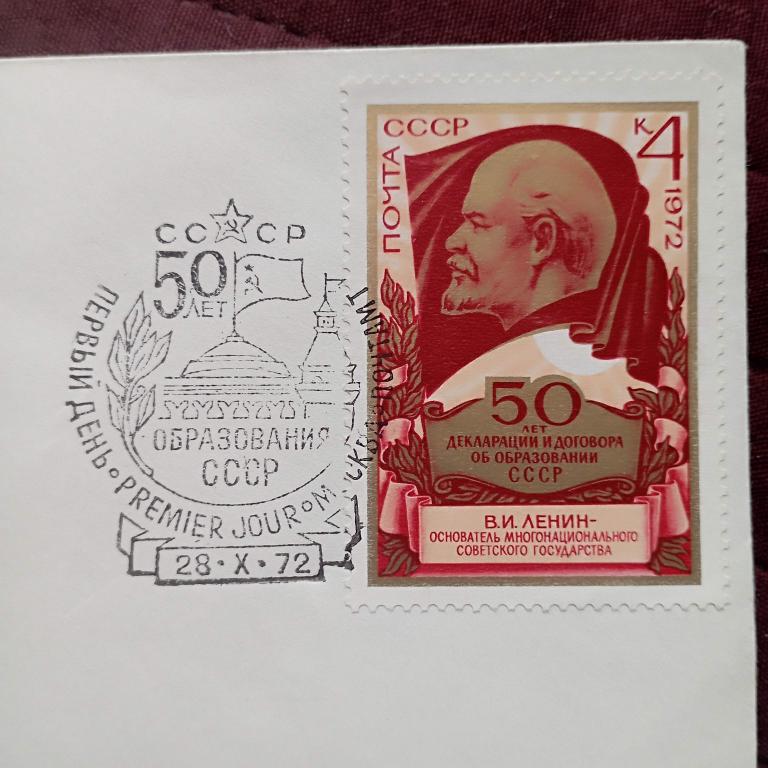 СССР
50
ЛЕТ
ОБРАЗОВАНИЯ
СССР
ПЕРВЫЙ ДЕНЬ • PREMIER JOUR •
ПОЧТАМТ
28 • X • 72
ПОЧТА СССР
К 4
1972
50
ЛЕТ
ДЕКЛАРАЦИИ И ДОГОВОРА
ОБ ОБРАЗОВАНИИ
СССР
В.И. ЛЕНИН-
ОСНОВАТЕЛЬ МНОГОНАЦИОНАЛЬНОГО
СОВЕТСКОГО ГОСУДАРСТВА